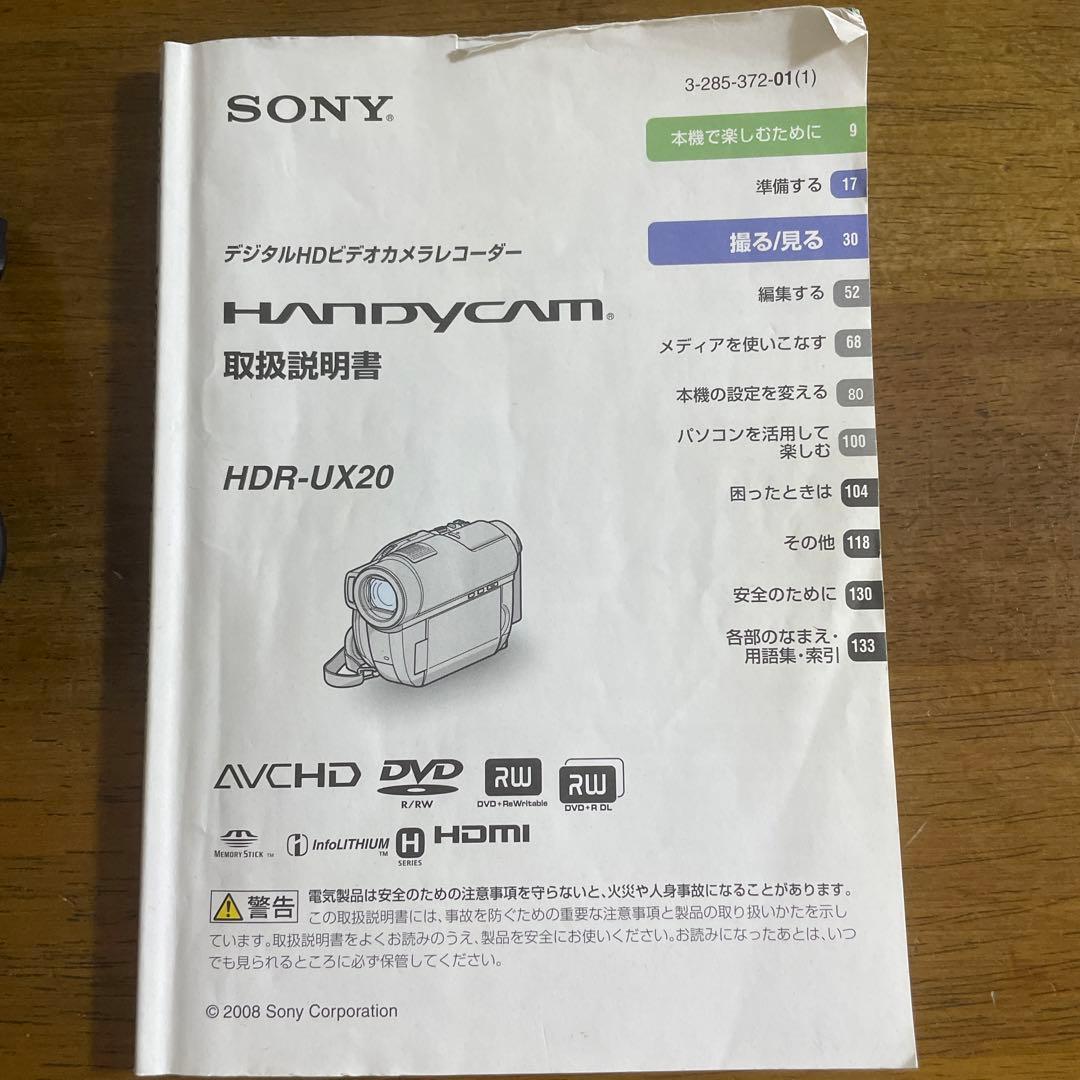 SONY®
3-285-372-01(1)
本機で楽しむために 9
準備する 17
撮る/見る 30
編集する 52
メディアを使いこなす 68
本機の設定を変える 80
パソコンを活用して
楽しむ 100
困ったときは 104
その他 118
安全のために 130
各部のなまえ・
用語集・索引 133
デジタルHDビデオカメラレコーダー
HANDYCAM®
取扱説明書
HDR-UX20
AVCHD DVD R/RW RW DVD+ReWritable RW DVD+R DL
MEMORY STICK™ InfoLITHIUM™ H SERIES HDMI
警告 電気製品は安全のための注意事項を守らないと、火災や人身事故になることがあります。
この取扱説明書には、事故を防ぐための重要な注意事項と製品の取り扱いかたを示し
ています。取扱説明書をよくお読みのうえ、製品を安全にお使いください。お読みになったあとは、いつ
でも見られるところに必ず保管してください。
© 2008 Sony Corporation